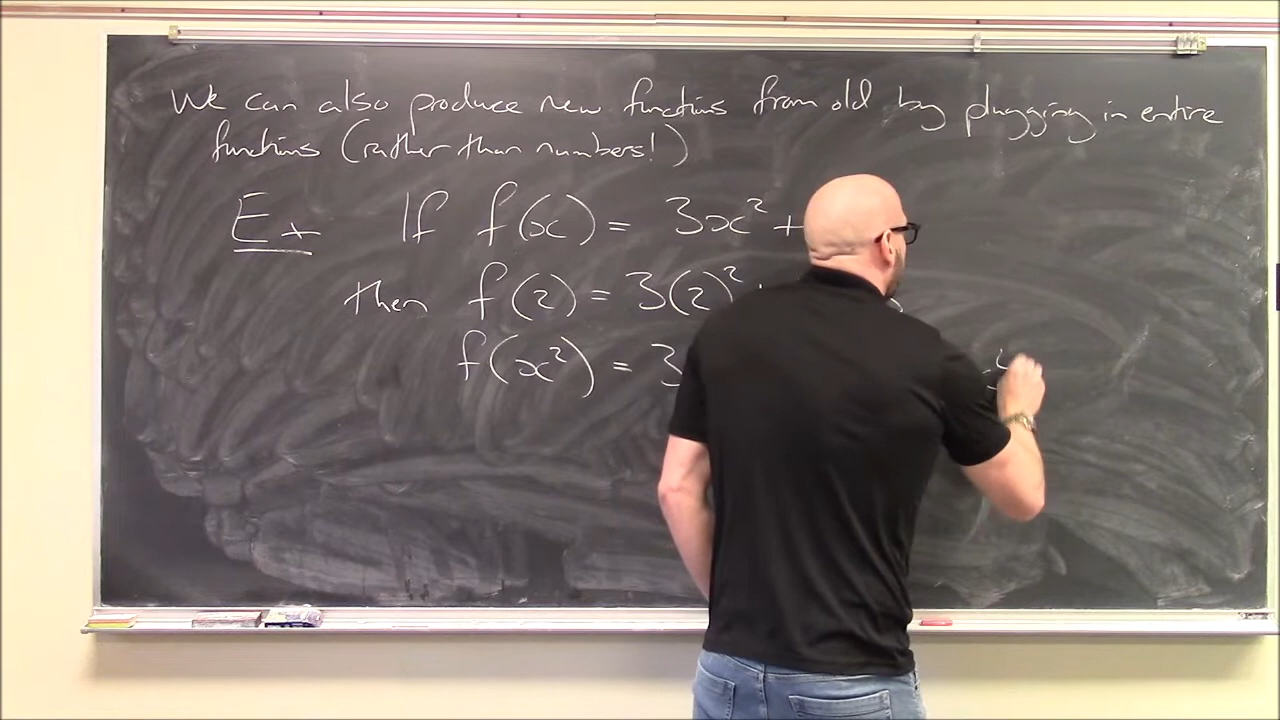 We can also produce new functions from old by plugging in entire
functions (rather than numbers!)
Ex If f(x) = 3x² +
then f(2) = 3(2)²
f(x²) = 3